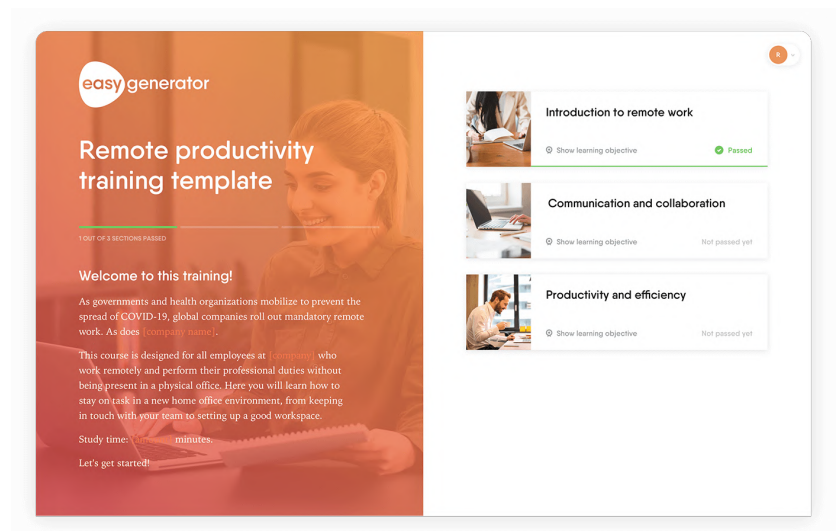 easygenerator
Remote productivity
training template
1 OUT OF 3 SECTIONS PASSED
Welcome to this training!
As governments and health organizations mobilize to prevent the
spread of COVID-19, global companies roll out mandatory remote
work. As does [company name].
This course is designed for all employees at [company] who
work remotely and perform their professional duties without
being present in a physical office. Here you will learn how to
stay on task in a new home office environment, from keeping
in touch with your team to setting up a good workspace.
Study time: minutes.
Let's get started!
R
Introduction to remote work
Show learning objective
Passed
Communication and collaboration
Show learning objective
Not passed yet
Productivity and efficiency
Show learning objective
Not passed yet